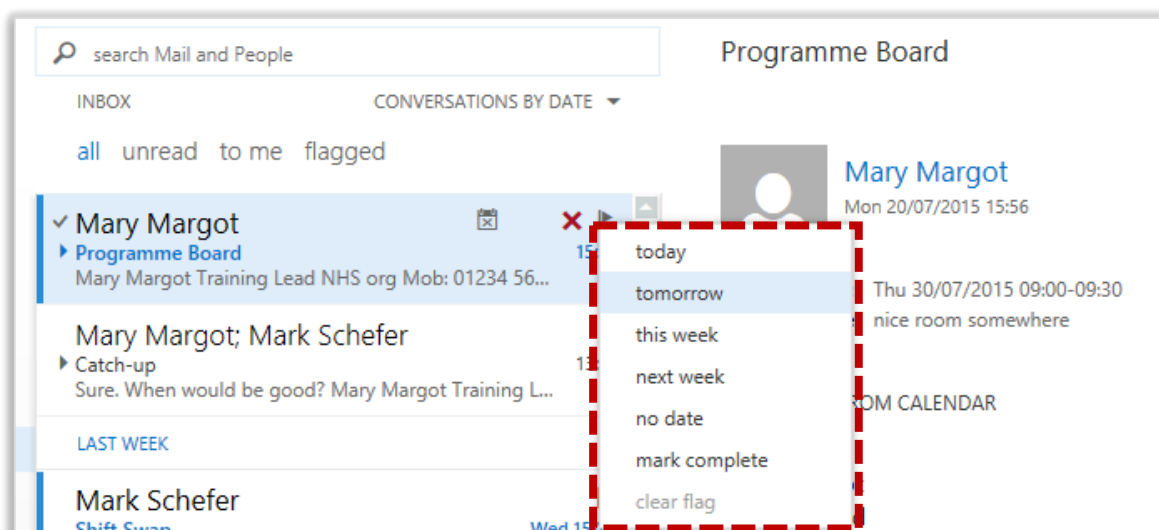 search Mail and People
INBOX
CONVERSATIONS BY DATE
all unread to me flagged
Mary Margot
Programme Board
Mary Margot Training Lead NHS org Mob: 01234 56...
Mary Margot; Mark Schefer
Catch-up
Sure. When would be good? Mary Margot Training L...
LAST WEEK
Mark Schefer
Shift Swap
Wed 15
today
tomorrow
this week
next week
no date
mark complete
clear flag
Programme Board
Mary Margot
Mon 20/07/2015 15:56
Thu 30/07/2015 09:00-09:30
nice room somewhere
CALENDAR